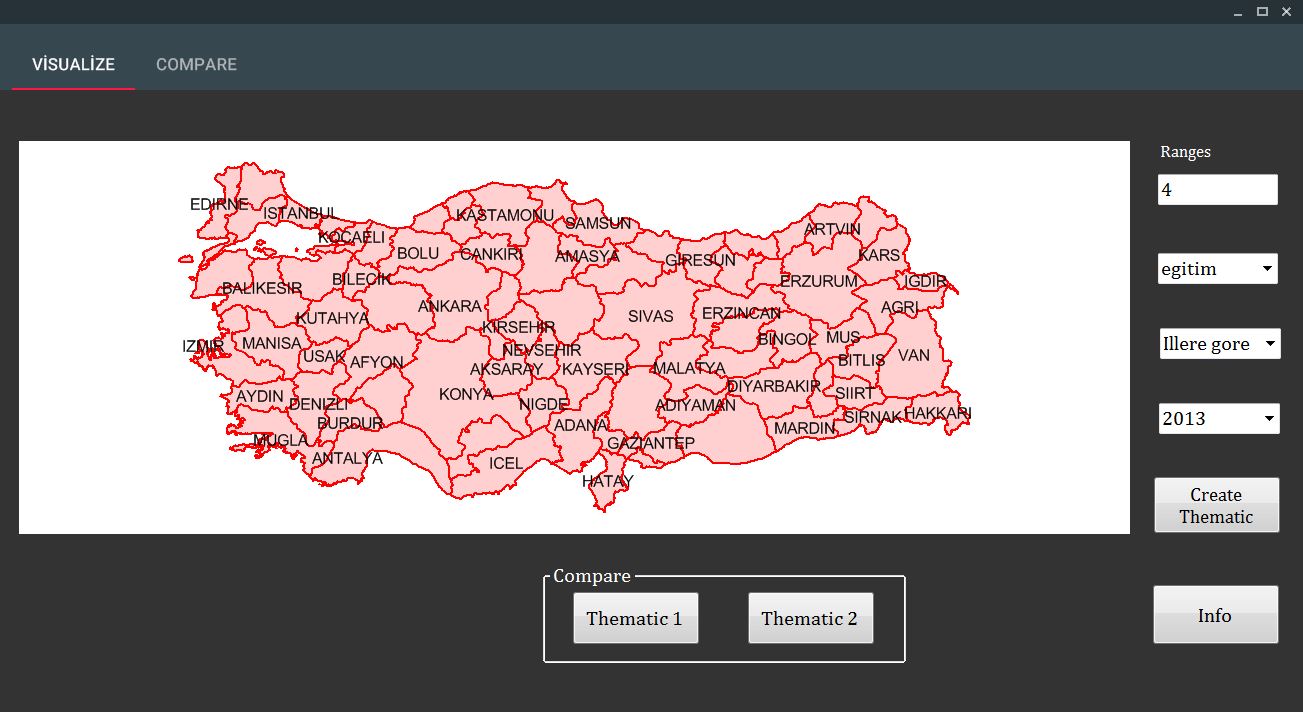 VİSUALİZE COMPARE
Ranges
4
egitim
Illere gore
2013
Create
Thematic
Info
EDIRNE
ISTANBUL
KOCAELI
KASTAMONU
SAMSUN
ARTVIN
BOLU
CANKIRI
AMASYA
GIRESUN
KARS
BALIKESIR
BILECIK
ERZURUM
IGDIR
KUTAHYA
ANKARA
SIVAS
ERZINCAN
AGRI
KIRSEHIR
IZMIR
MANISA
USAK
AFYON
NEVSEHIR
BINGOL
MUS
BITLIS
VAN
AKSARAY
KAYSERI
MALATYA
AYDIN
DENIZLI
KONYA
NIGDE
ADIYAMAN
DIYARBAKIR
SIIRT
MUGLA
BURDUR
ADANA
MARDIN
SIRNAK
HAKKARI
ANTALYA
ICEL
GAZIANTEP
HATAY
Compare
Thematic 1 Thematic 2